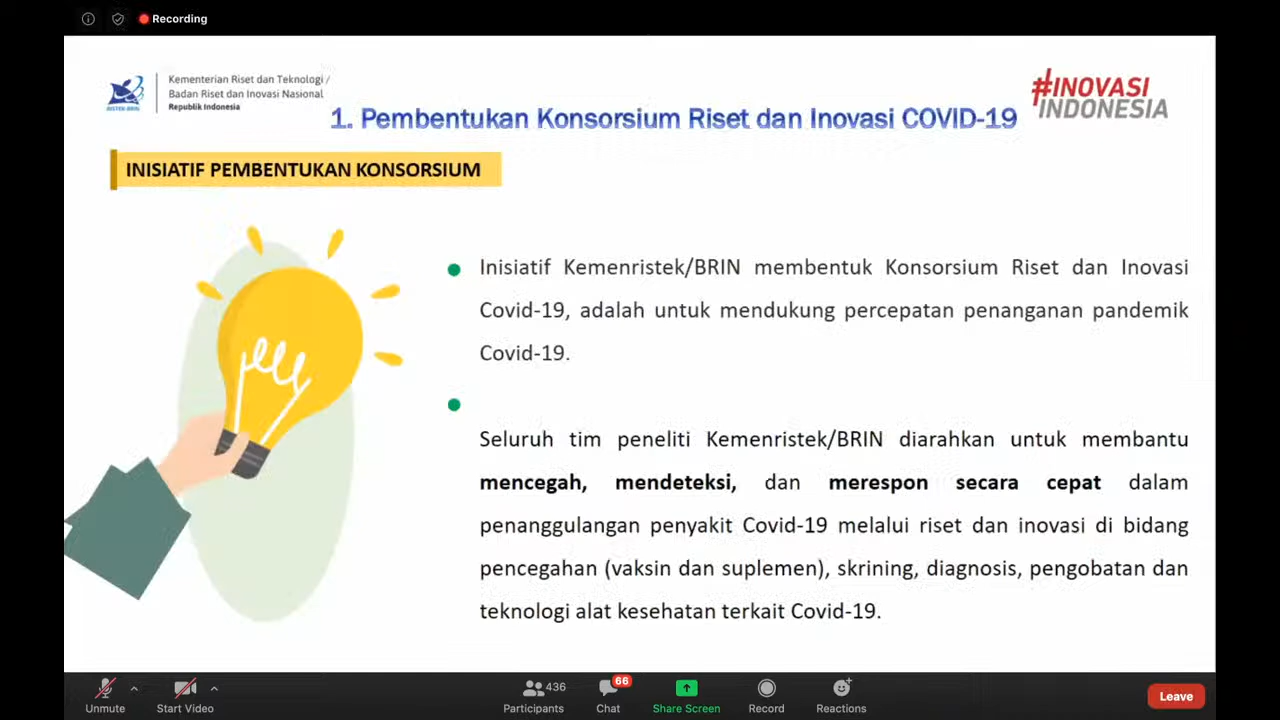 Recording
Kementerian Riset dan Teknologi /
Badan Riset dan Inovasi Nasional
Republik Indonesia
RISTEK-BRIN
#INOVASI
INDONESIA
1. Pembentukan Konsorsium Riset dan Inovasi COVID-19
INISIATIF PEMBENTUKAN KONSORSIUM
Inisiatif Kemenristek/BRIN membentuk Konsorsium Riset dan Inovasi
Covid-19, adalah untuk mendukung percepatan penanganan pandemik
Covid-19.
Seluruh tim peneliti Kemenristek/BRIN diarahkan untuk membantu
mencegah, mendeteksi, dan merespon secara cepat dalam
penanggulangan penyakit Covid-19 melalui riset dan inovasi di bidang
pencegahan (vaksin dan suplemen), skrining, diagnosis, pengobatan dan
teknologi alat kesehatan terkait Covid-19.
Unmute
Start Video
436
Participants
66
Chat
Share Screen
Record
Reactions
Leave